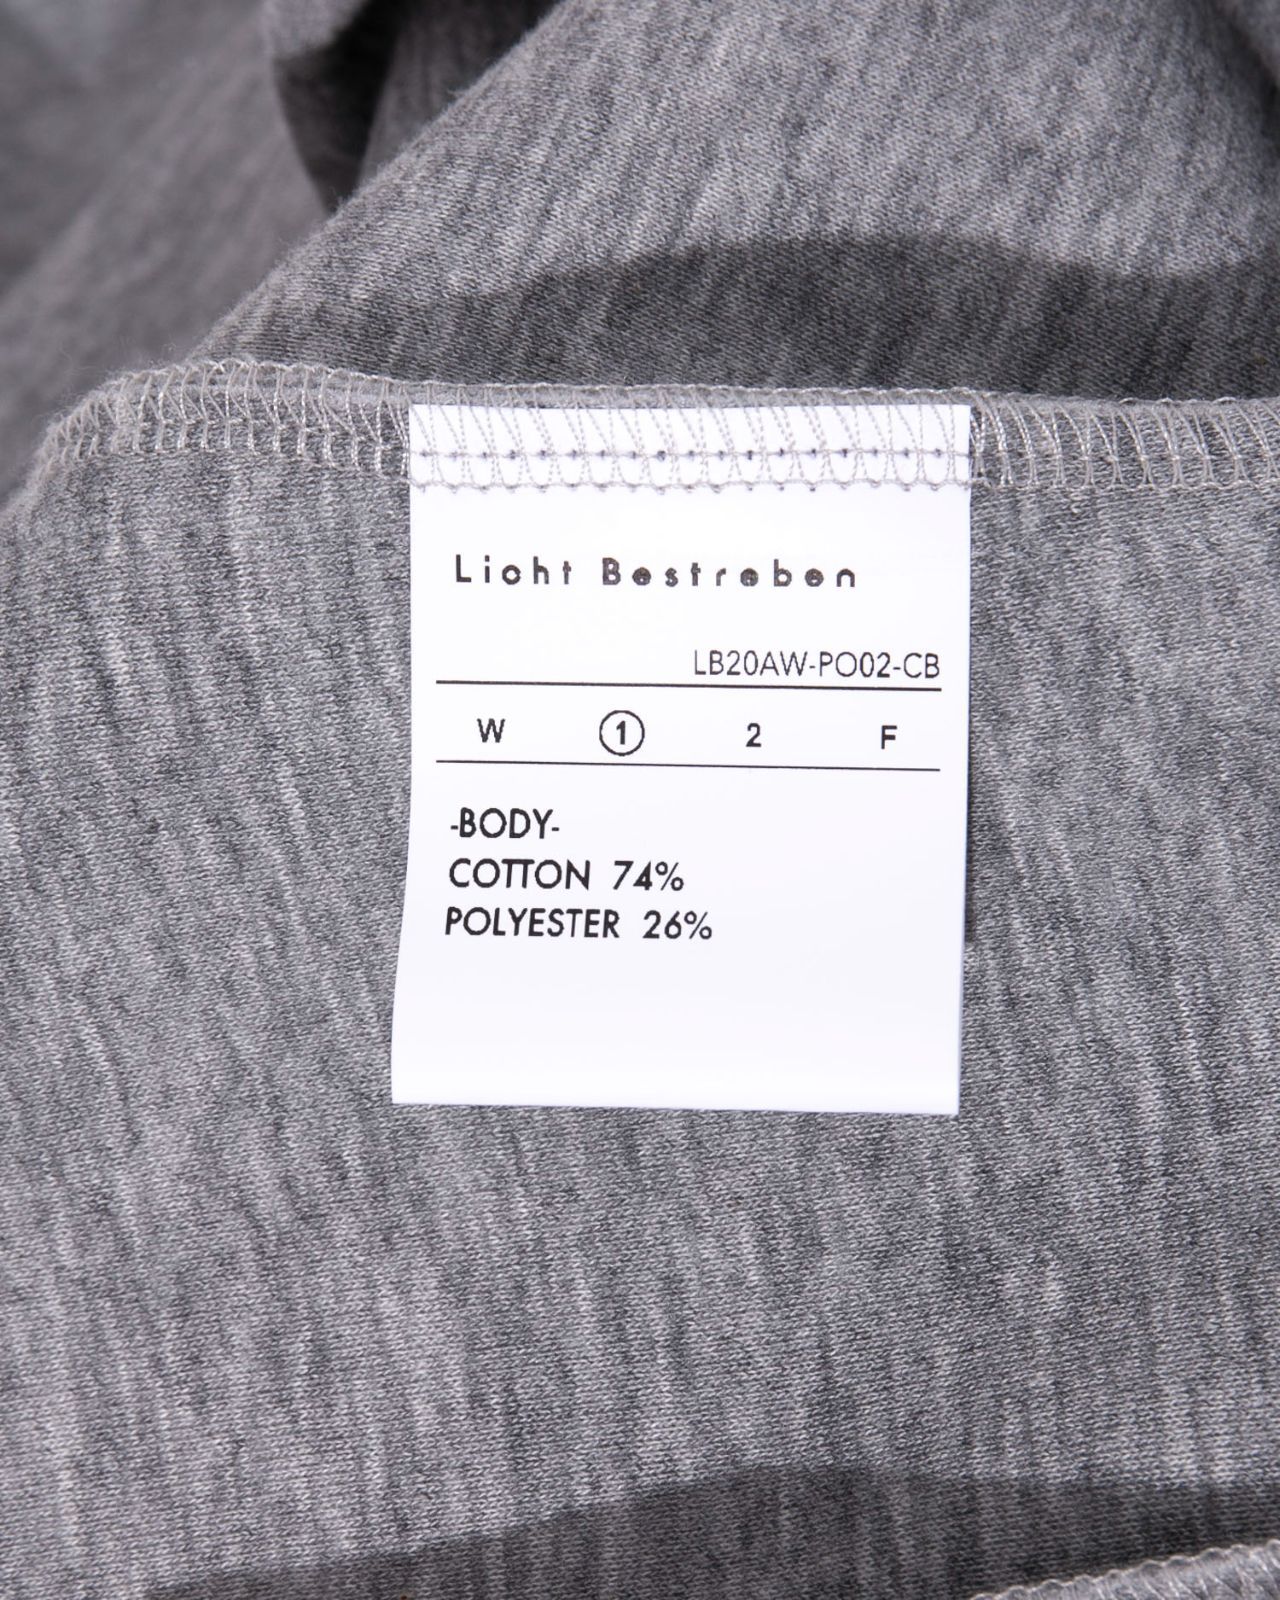 Licht Bestreben
LB20AW-PO02-CB
W 1 2 F
-BODY-
COTTON 74%
POLYESTER 26%